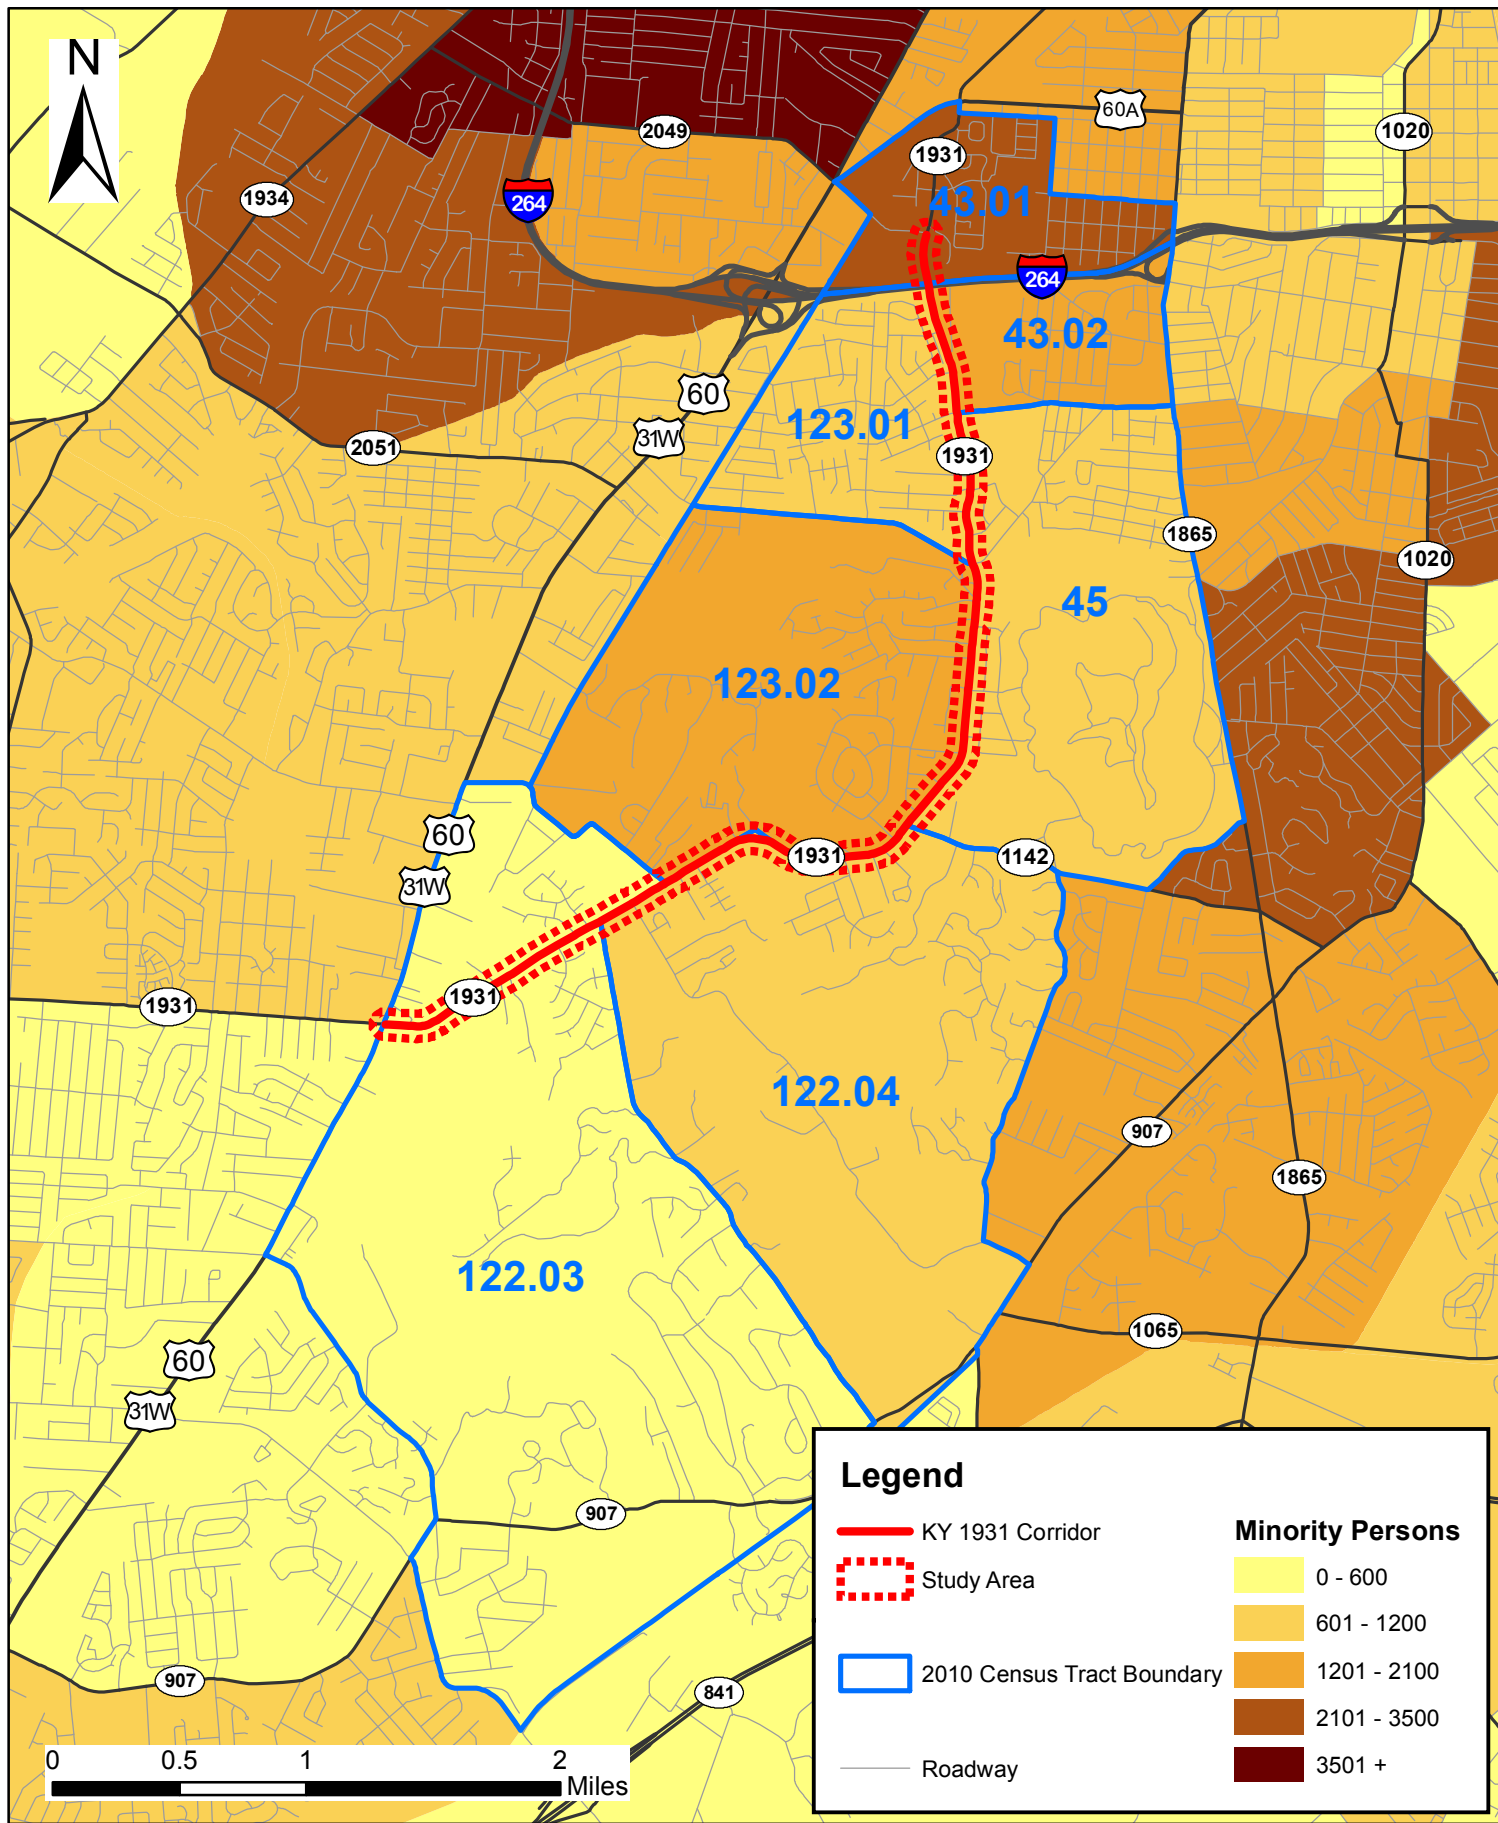 N
60A
2049
1020
1931
1934
264
43.01
264
43.02
60
31W
123.01
2051
1931
1865
1020
45
123.02
60
1931
1142
31W
1931
1931
122.04
907
1865
122.03
1065
60
31W
Legend
907
KY 1931 Corridor
Minority Persons
Study Area
0 - 600
601 - 1200
2010 Census Tract Boundary
1201 - 2100
907
841
2101 - 3500
Roadway
3501 +
0 0.5 1 2
Miles